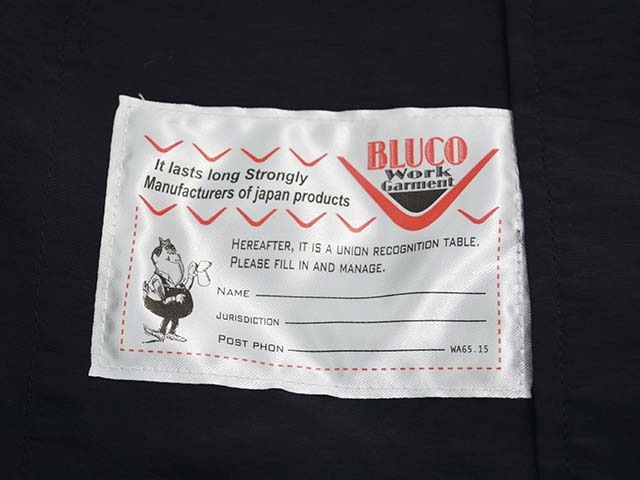 BLUCO
Work
Garment
It lasts long Strongly
Manufacturers of japan products
HEREAFTER, IT IS A UNION RECOGNITION TABLE.
PLEASE FILL IN AND MANAGE.
NAME
JURISDICTION
POST PHON
WA65.15